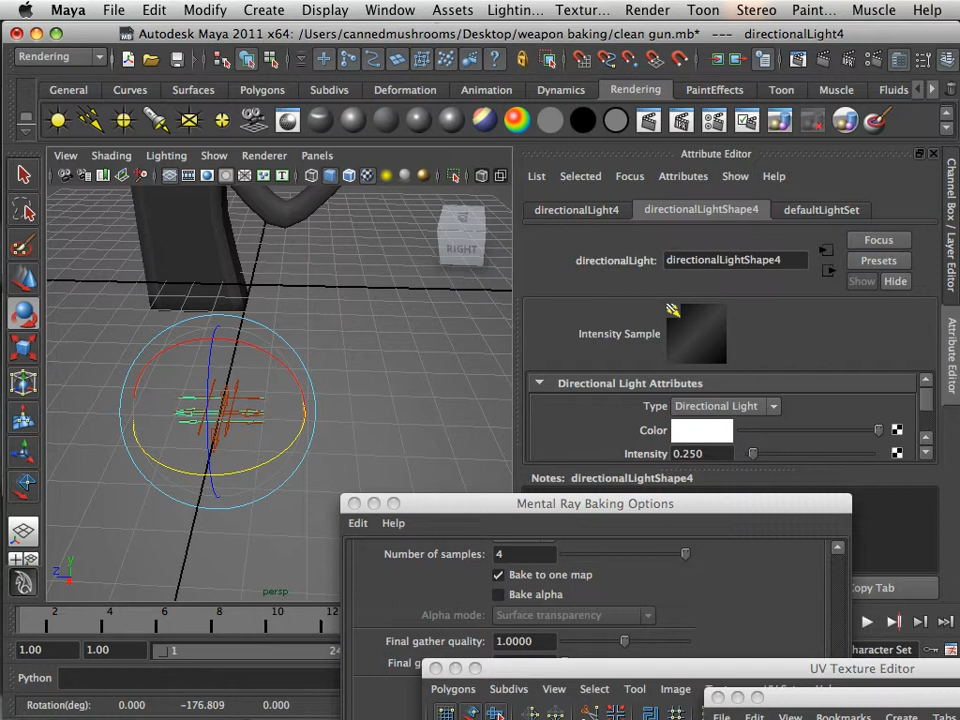 Maya File Edit Modify Create Display Window Assets Lightin... Textur... Render Toon Stereo Paint... Muscle Help
Autodesk Maya 2011 x64: /Users/cannedmushrooms/Desktop/weapon baking/clean gun.mb* --- directionalLight4
Rendering
General Curves Surfaces Polygons Subdivs Deformation Animation Dynamics Rendering PaintEffects Toon Muscle Fluids
View Shading Lighting Show Renderer Panels
Attribute Editor
List Selected Focus Attributes Show Help
directionalLight4 directionalLightShape4 defaultLightSet
directionalLight: directionalLightShape4
Focus
Presets
Show Hide
Intensity Sample
Directional Light Attributes
Type Directional Light
Color
Intensity 0.250
Notes: directionalLightShape4
Channel Box / Layer Editor
Attribute Editor
RIGHT
y
z
persp
Mental Ray Baking Options
Edit Help
Number of samples: 4
Bake to one map
Bake alpha
Alpha mode: Surface transparency
Final gather quality: 1.0000
Final g
Copy Tab
2 4 6 8 10 12
1.00 1.00 1 24
Character Set
Python
Rotation(deg): 0.000 -176.809 0.000
UV Texture Editor
Polygons Subdivs View Select Tool Image
File Edit View Bookmarks Create Tabs